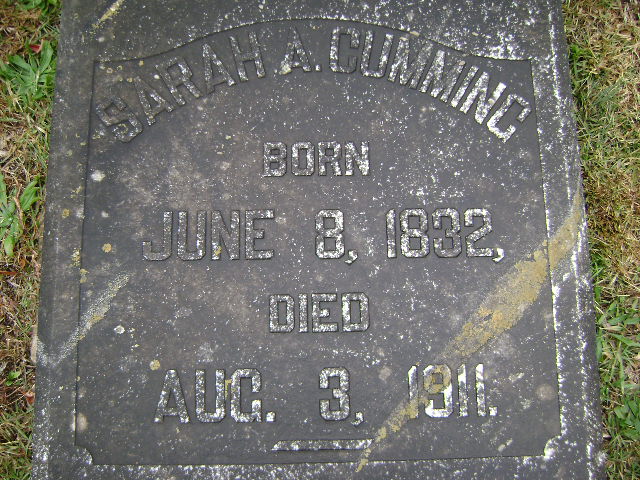 SARAH A. CUMMING
BORN
JUNE 8, 1832,
DIED
AUG. 3, 1911.